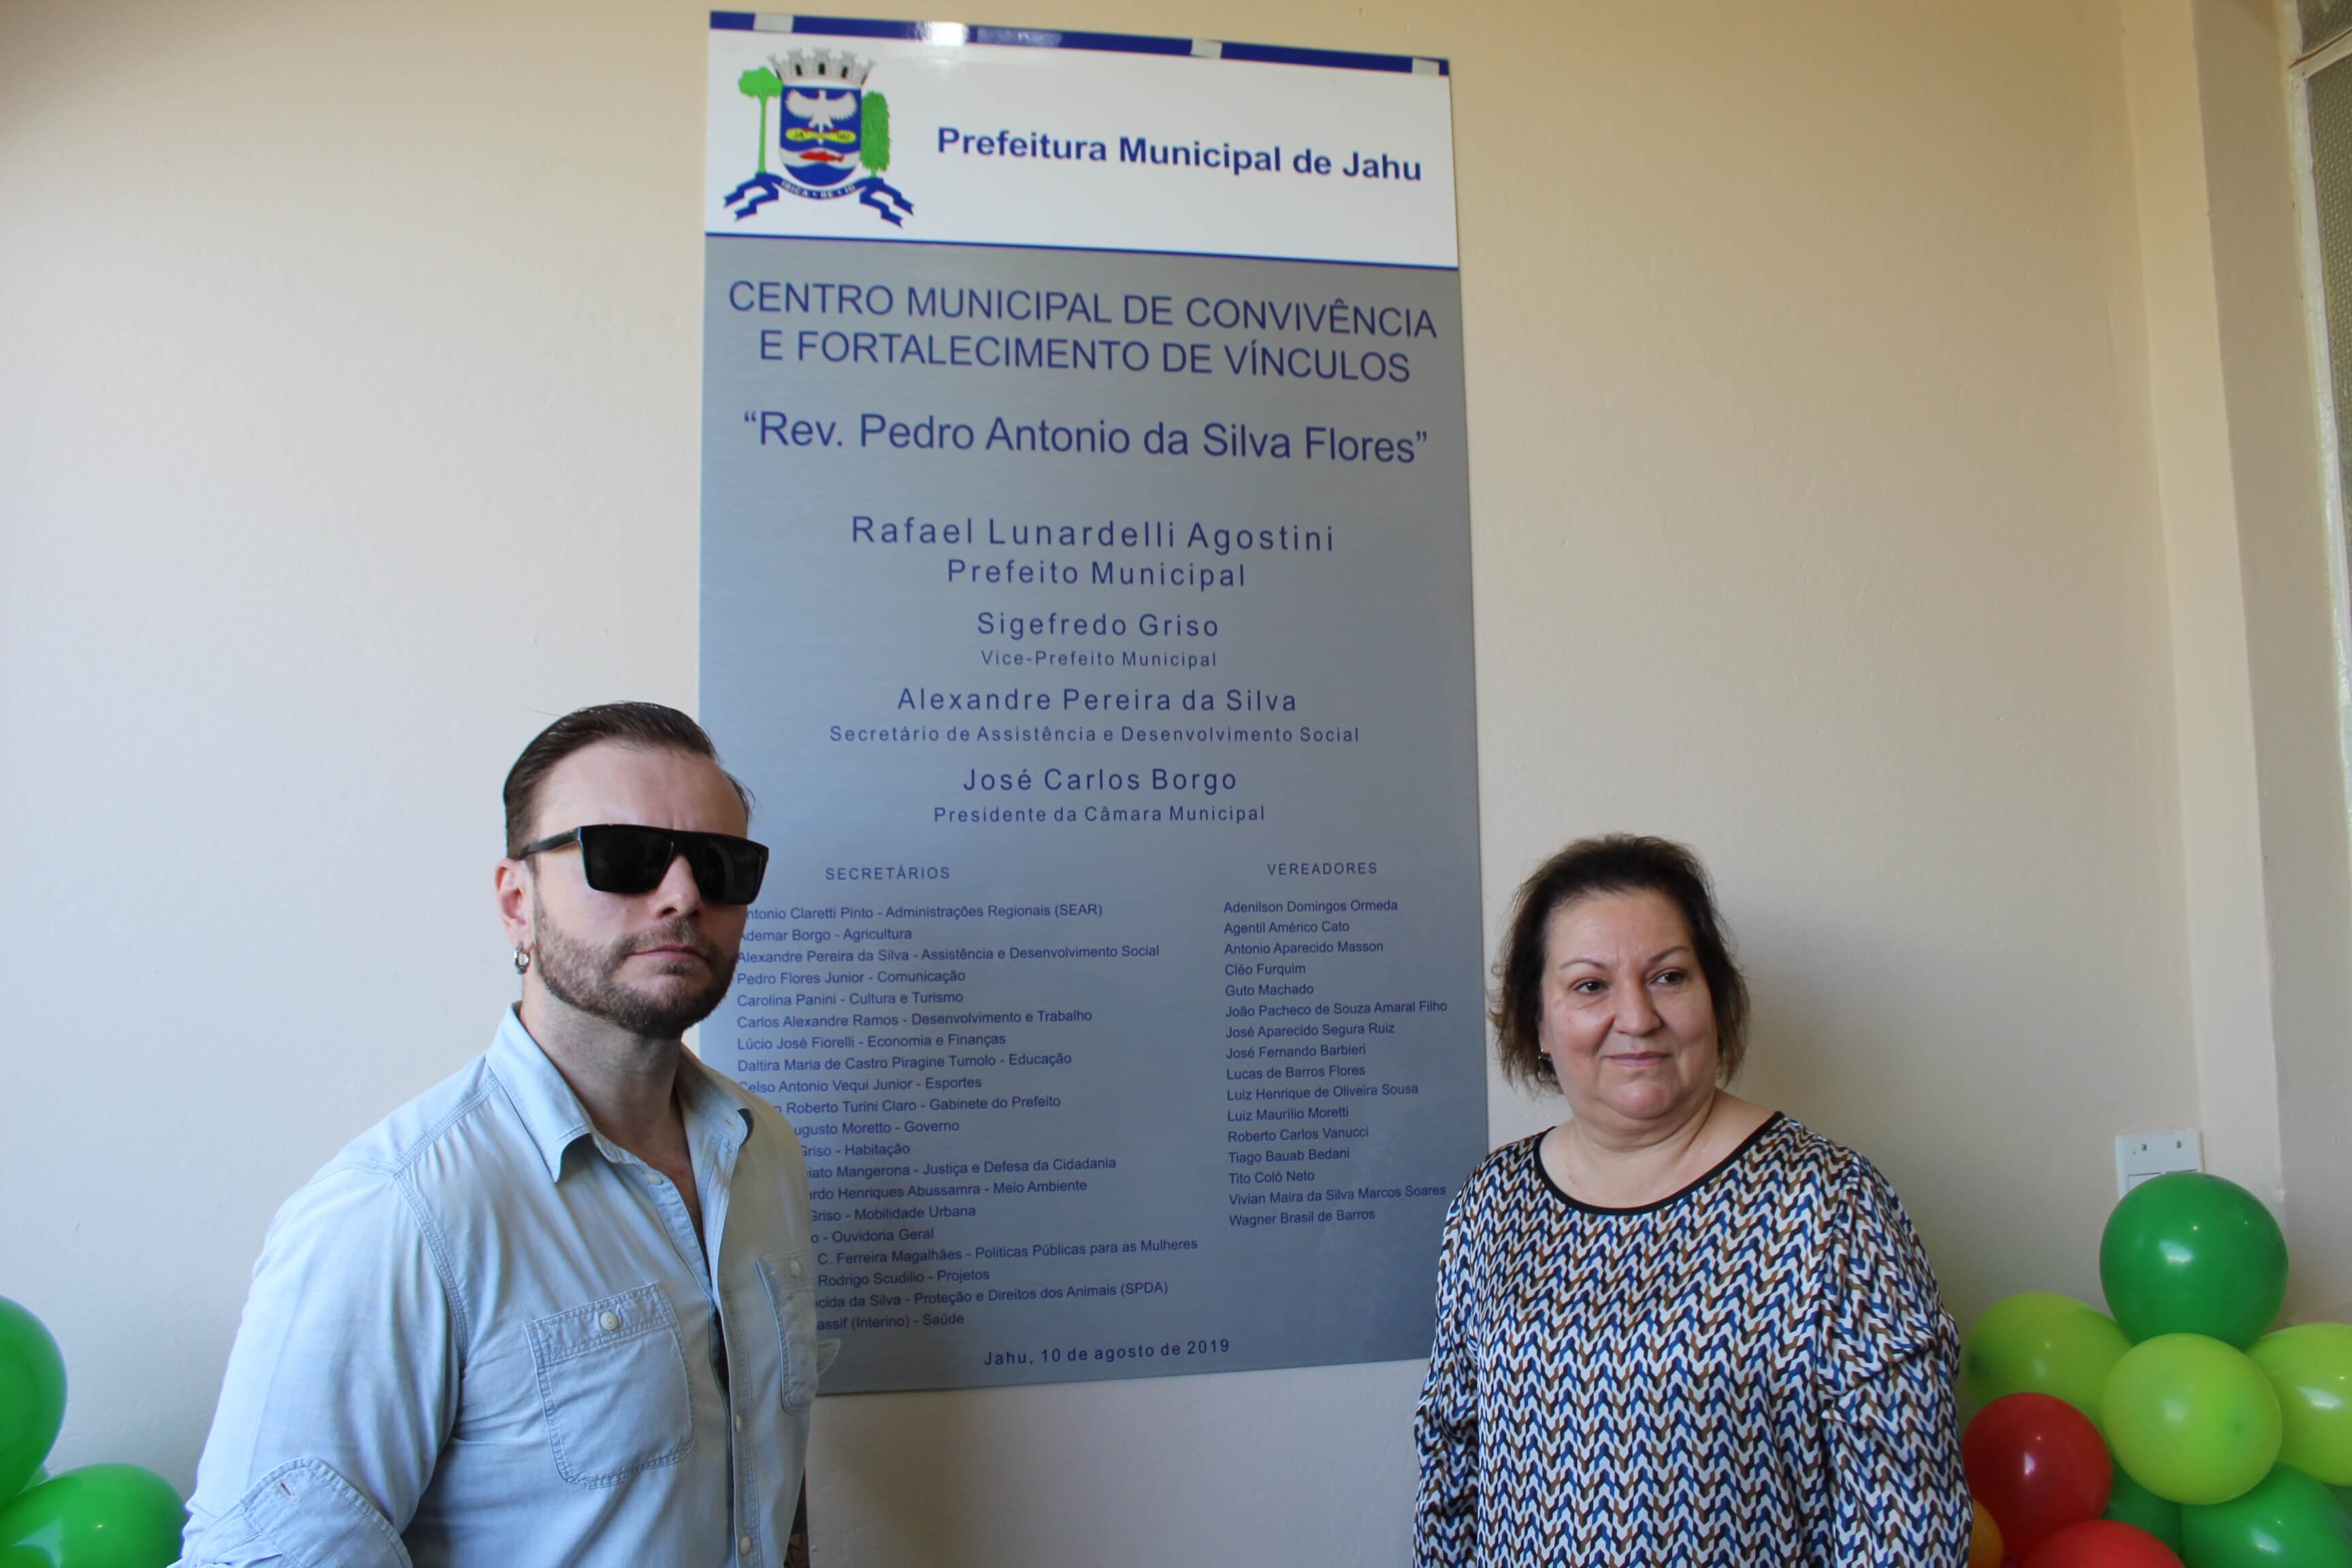 Prefeitura Municipal de Jahu
CENTRO MUNICIPAL DE CONVIVÊNCIA
E FORTALECIMENTO DE VÍNCULOS
“Rev. Pedro Antonio da Silva Flores”
Rafael Lunardelli Agostini
Prefeito Municipal
Sigefredo Griso
Vice-Prefeito Municipal
Alexandre Pereira da Silva
Secretário de Assistência e Desenvolvimento Social
José Carlos Borgo
Presidente da Câmara Municipal
SECRETÁRIOS
Claretti Pinto - Administrações Regionais (SEAR)
Ademar Borgo - Agricultura
Alexandre Pereira da Silva - Assistência e Desenvolvimento Social
Pedro Flores Junior - Comunicação
Carolina Panini - Cultura e Turismo
Carlos Alexandre Ramos - Desenvolvimento e Trabalho
Lúcio José Fiorelli - Economia e Finanças
Daltira Maria de Castro Piragine Tumolo - Educação
Celso Antonio Vequi Junior - Esportes
Roberto Turini Claro - Gabinete do Prefeito
Moretto - Governo
Griso - Habitação
Mangerona - Justiça e Defesa da Cidadania
Henriques Abussamra - Meio Ambiente
Griso - Mobilidade Urbana
- Ouvidoria Geral
C. Ferreira Magalhães - Politicas Públicas para as Mulheres
Rodrigo Scudilio - Projetos
da Silva - Proteção e Direitos dos Animais (SPDA)
(Interino) - Saúde
VEREADORES
Adenilson Domingos Ormeda
Agentil Américo Cato
Antonio Aparecido Masson
Cléo Furquim
Guto Machado
João Pacheco de Souza Amaral Filho
José Aparecido Segura Ruiz
José Fernando Barbieri
Lucas de Barros Flores
Luiz Henrique de Oliveira Sousa
Luiz Maurilio Moretti
Roberto Carlos Vanucci
Tiago Bauab Bedani
Tito Coló Neto
Vivian Maira da Silva Marcos Soares
Wagner Brasil de Barros
Jahu, 10 de agosto de 2019